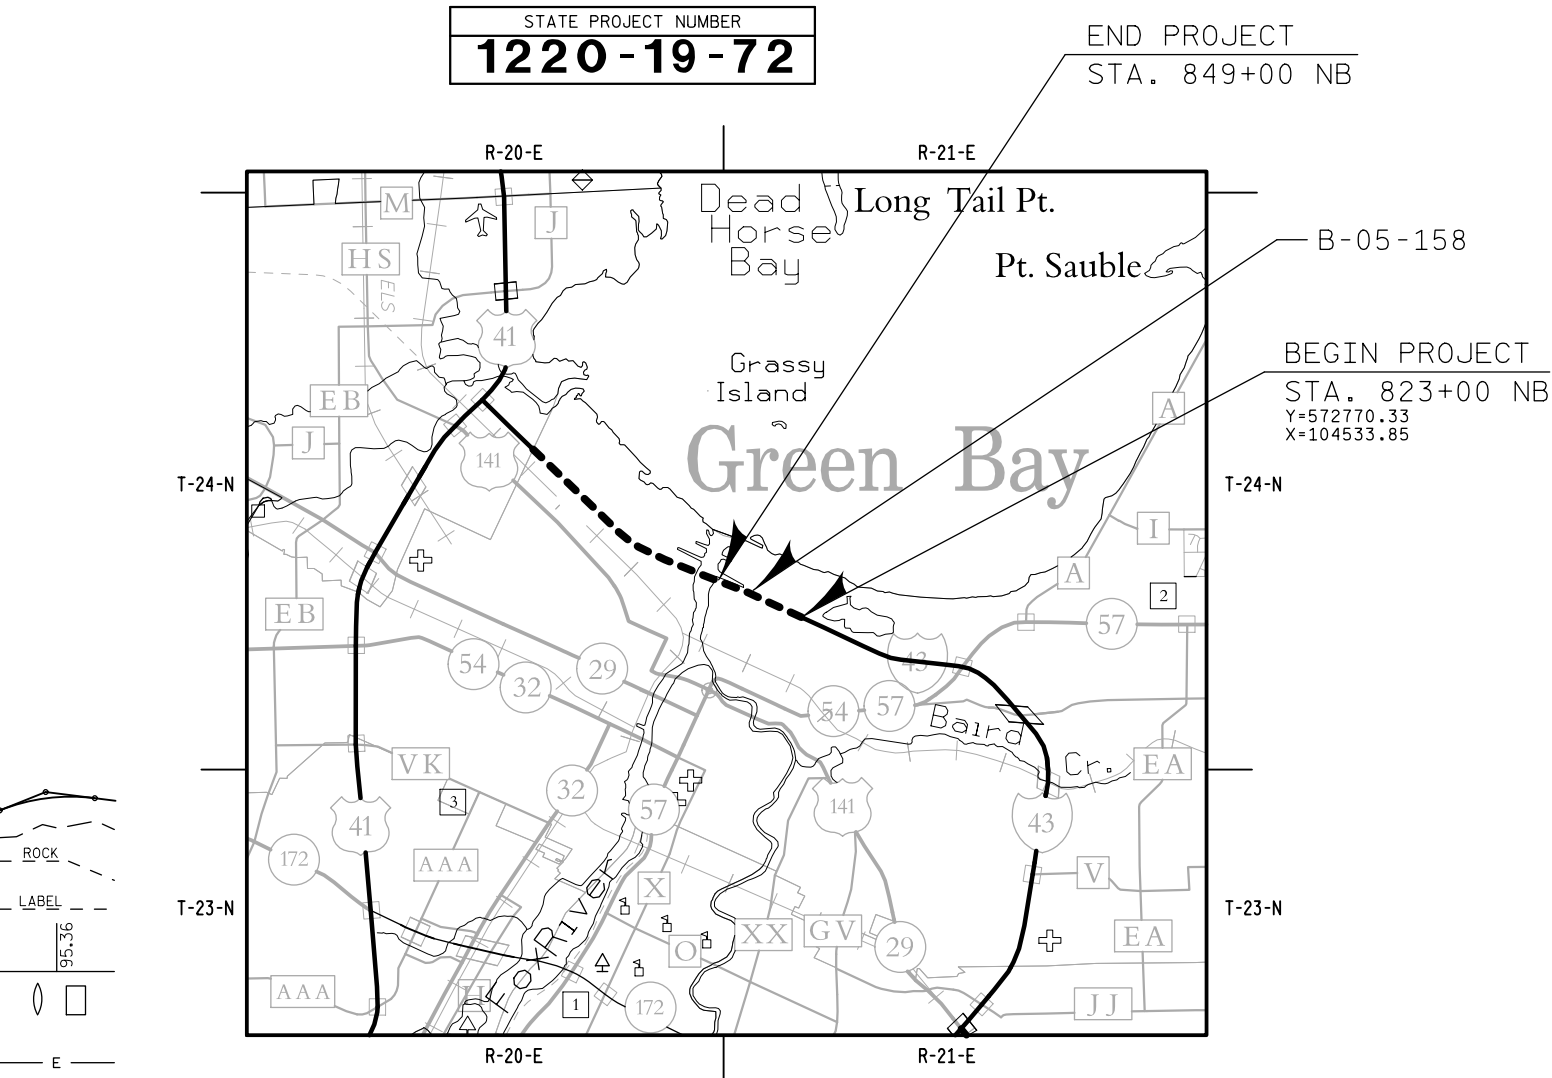 STATE PROJECT NUMBER
1220-19-72
END PROJECT
STA. 849+00 NB
R-20-E
R-21-E
M
J
HS
ELS
Dead
Horse
Bay
Long Tail Pt.
Pt. Sauble
B-05-158
41
Grassy
Island
BEGIN PROJECT
STA. 823+00 NB
Y=572770.33
X=104533.85
EB
J
A
141
Green Bay
T-24-N
T-24-N
I
A
2
EB
57
54
32
29
43
54
57
Baird
Cr.
EA
VK
32
3
57
141
41
43
172
AAA
V
ROCK
LABEL
95.36
X
Fox River
T-23-N
T-23-N
O
XX
GV
29
EA
AAA
H
1
172
JJ
E
R-20-E
R-21-E